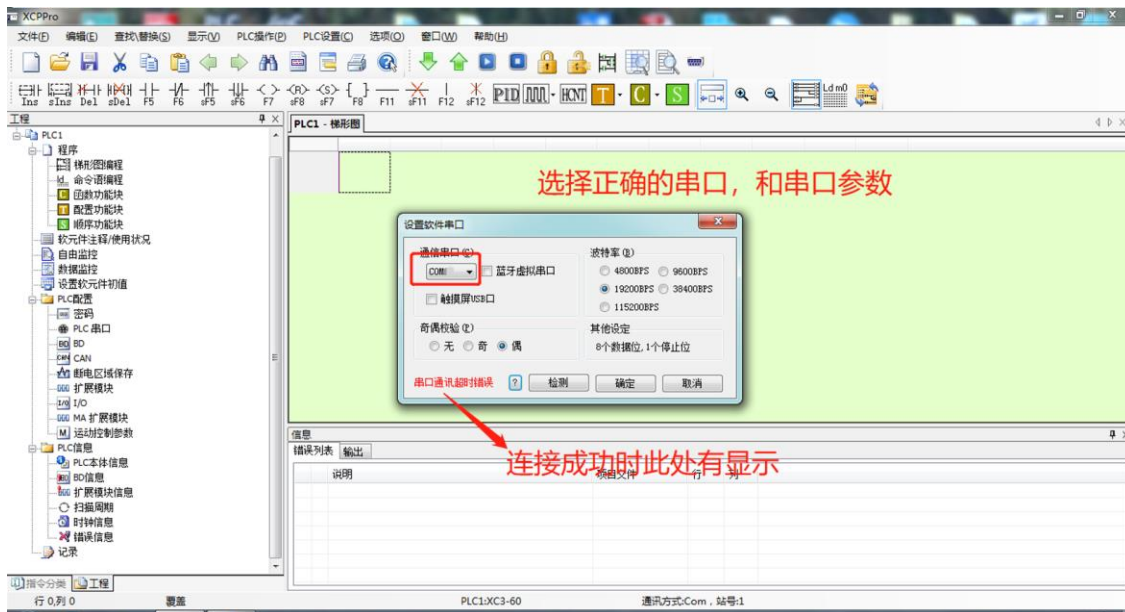 XCPPro
文件(F) 编辑(E) 查找\替换(S) 显示(V) PLC操作(P) PLC设置(C) 选项(O) 窗口(W) 帮助(H)
Ins sIns Del sDel F5 F6 sF5 sF6 F7 sF8 sF7 F8 F11 sF11 F12 sF12 PID HCNT T C S Ld m0
工程
PLC1 - 梯形图
PLC1
程序
梯形图编程
命令语编程
函数功能块
配置功能块
顺序功能块
软元件注释/使用状况
自由监控
数据监控
设置软元件初值
PLC配置
密码
PLC 串口
BD
CAN
断电区域保存
扩展模块
I/O
MA 扩展模块
运动控制参数
PLC信息
PLC本体信息
BD信息
扩展模块信息
扫描周期
时钟信息
错误信息
记录
指令分类 工程
选择正确的串口，和串口参数
设置软件串口
通信串口(C)
COM
蓝牙虚拟串口
触摸屏USB口
波特率(B)
4800BPS 9600BPS
19200BPS 38400BPS
115200BPS
奇偶校验(P)
无 奇 偶
其他设定
8个数据位,1个停止位
串口通讯超时错误 ? 检测 确定 取消
信息
错误列表 输出
连接成功时此处有显示
说明 项目文件 行 列
行 0,列 0 覆盖 PLC1:XC3-60 通讯方式:Com , 站号:1